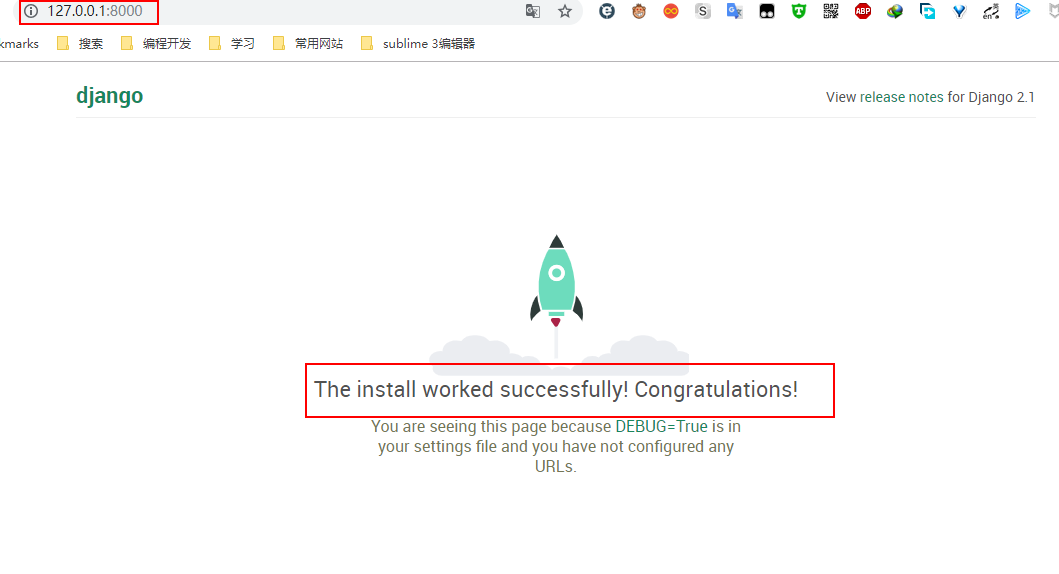 127.0.0.1:8000
kmarks 搜索 编程开发 学习 常用网站 sublime 3编辑器
django
View release notes for Django 2.1
The install worked successfully! Congratulations!
You are seeing this page because DEBUG=True is in
your settings file and you have not configured any
URLs.